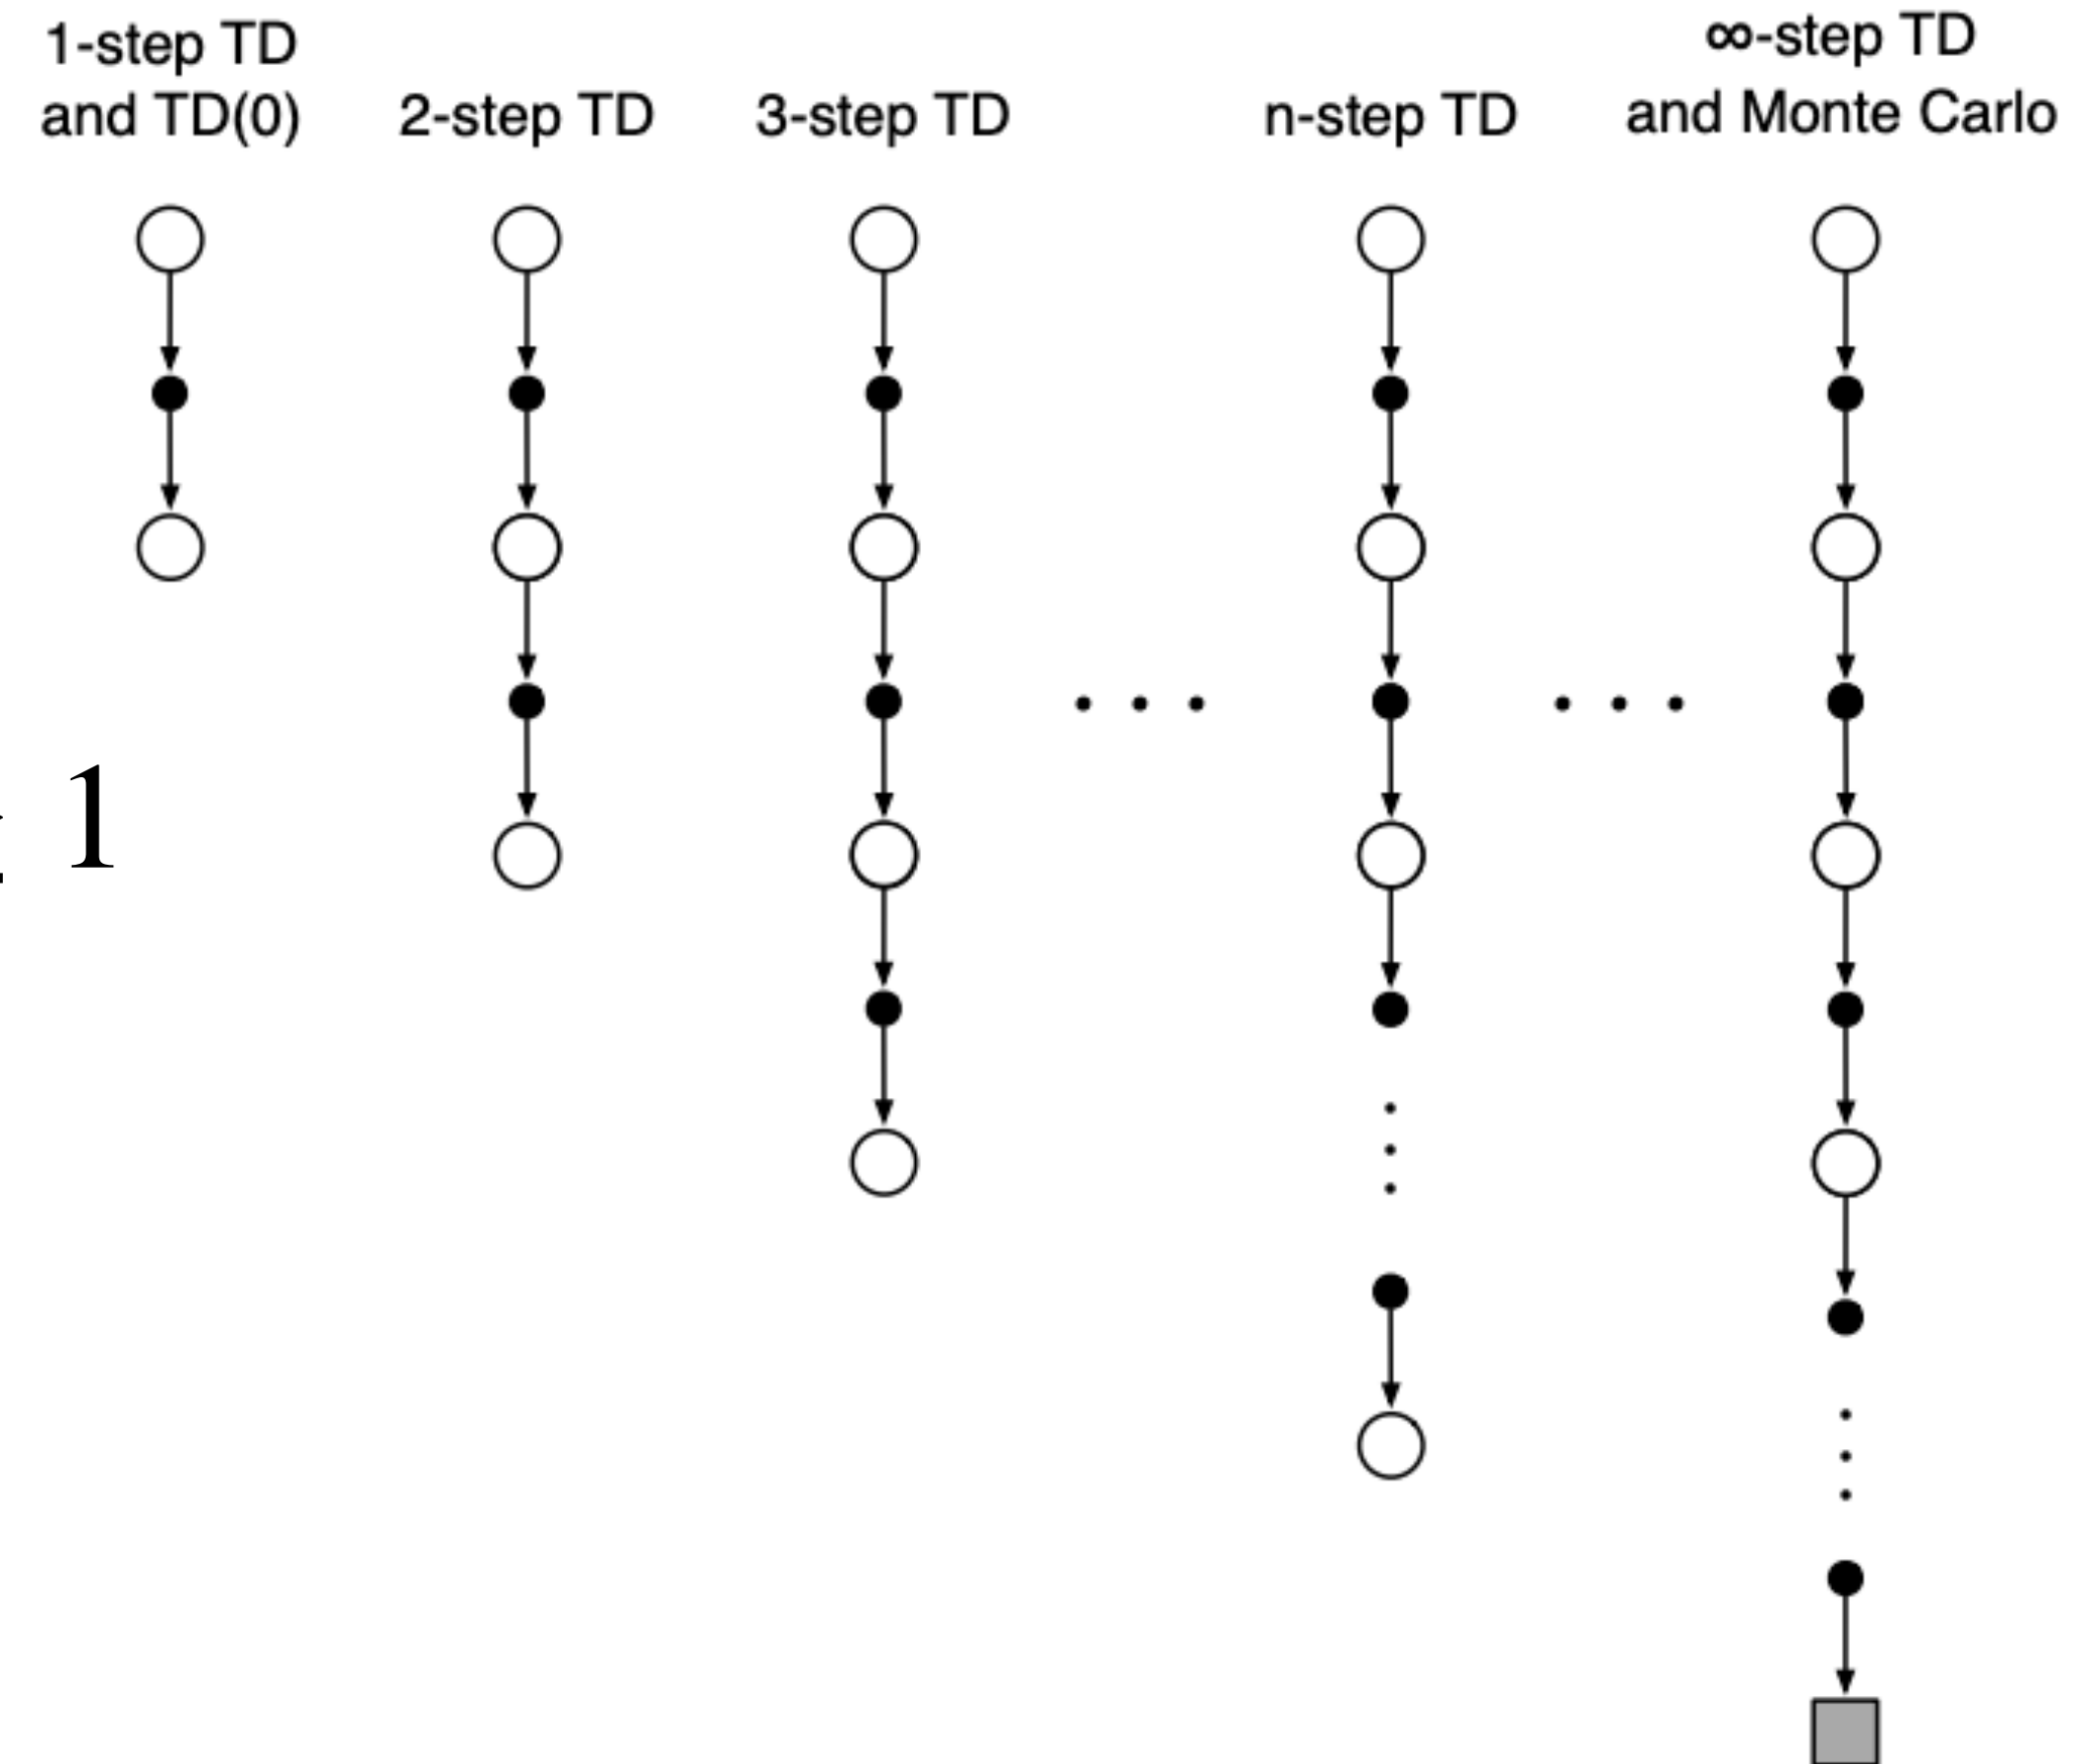 1-step TD
and TD(0)
2-step TD
3-step TD
n-step TD
∞-step TD
and Monte Carlo
1